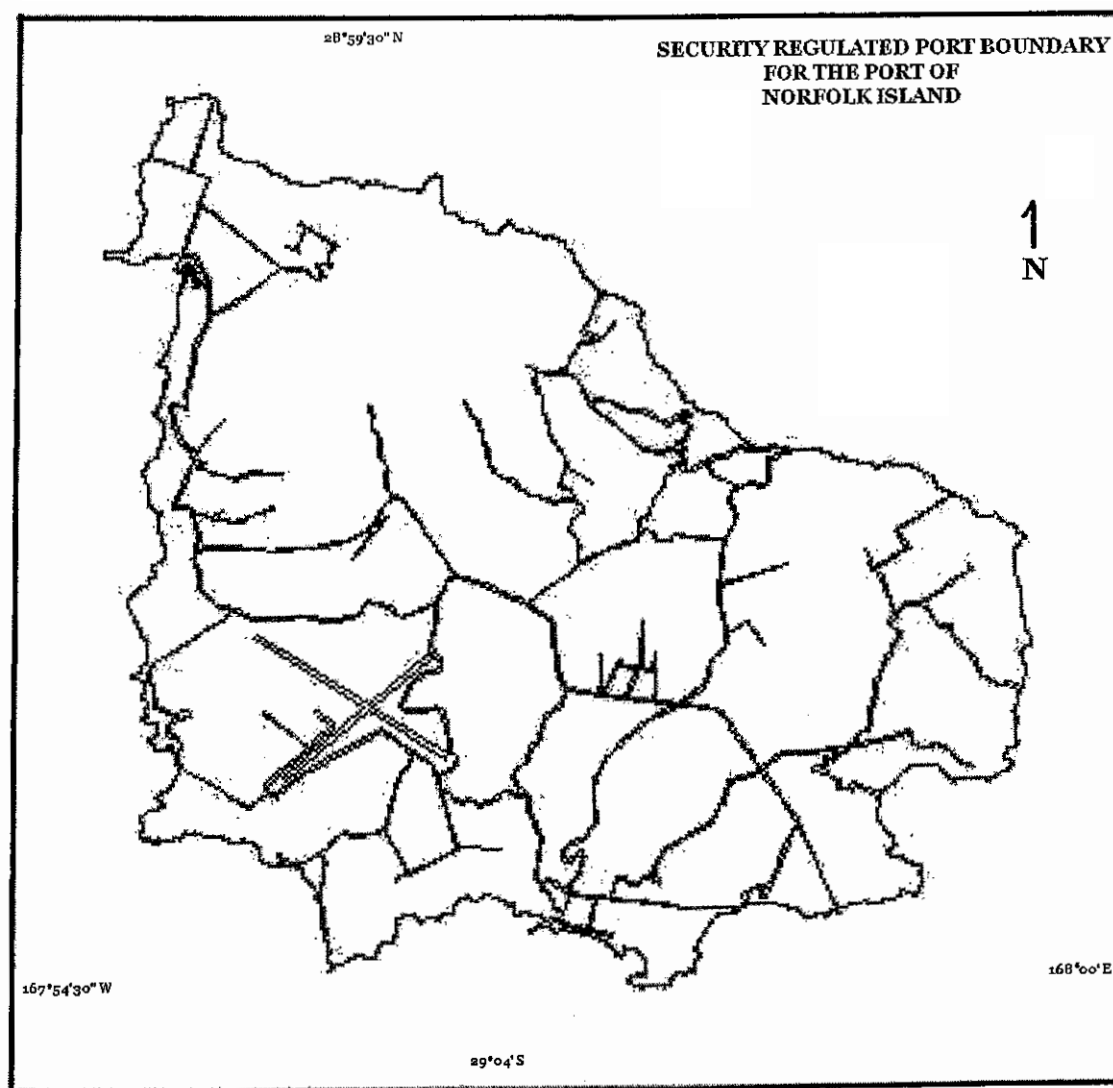 28°59'30" N
SECURITY REGULATED PORT BOUNDARY
FOR THE PORT OF
NORFOLK ISLAND
N
167°54'30" W
168°00' E
29°04' S